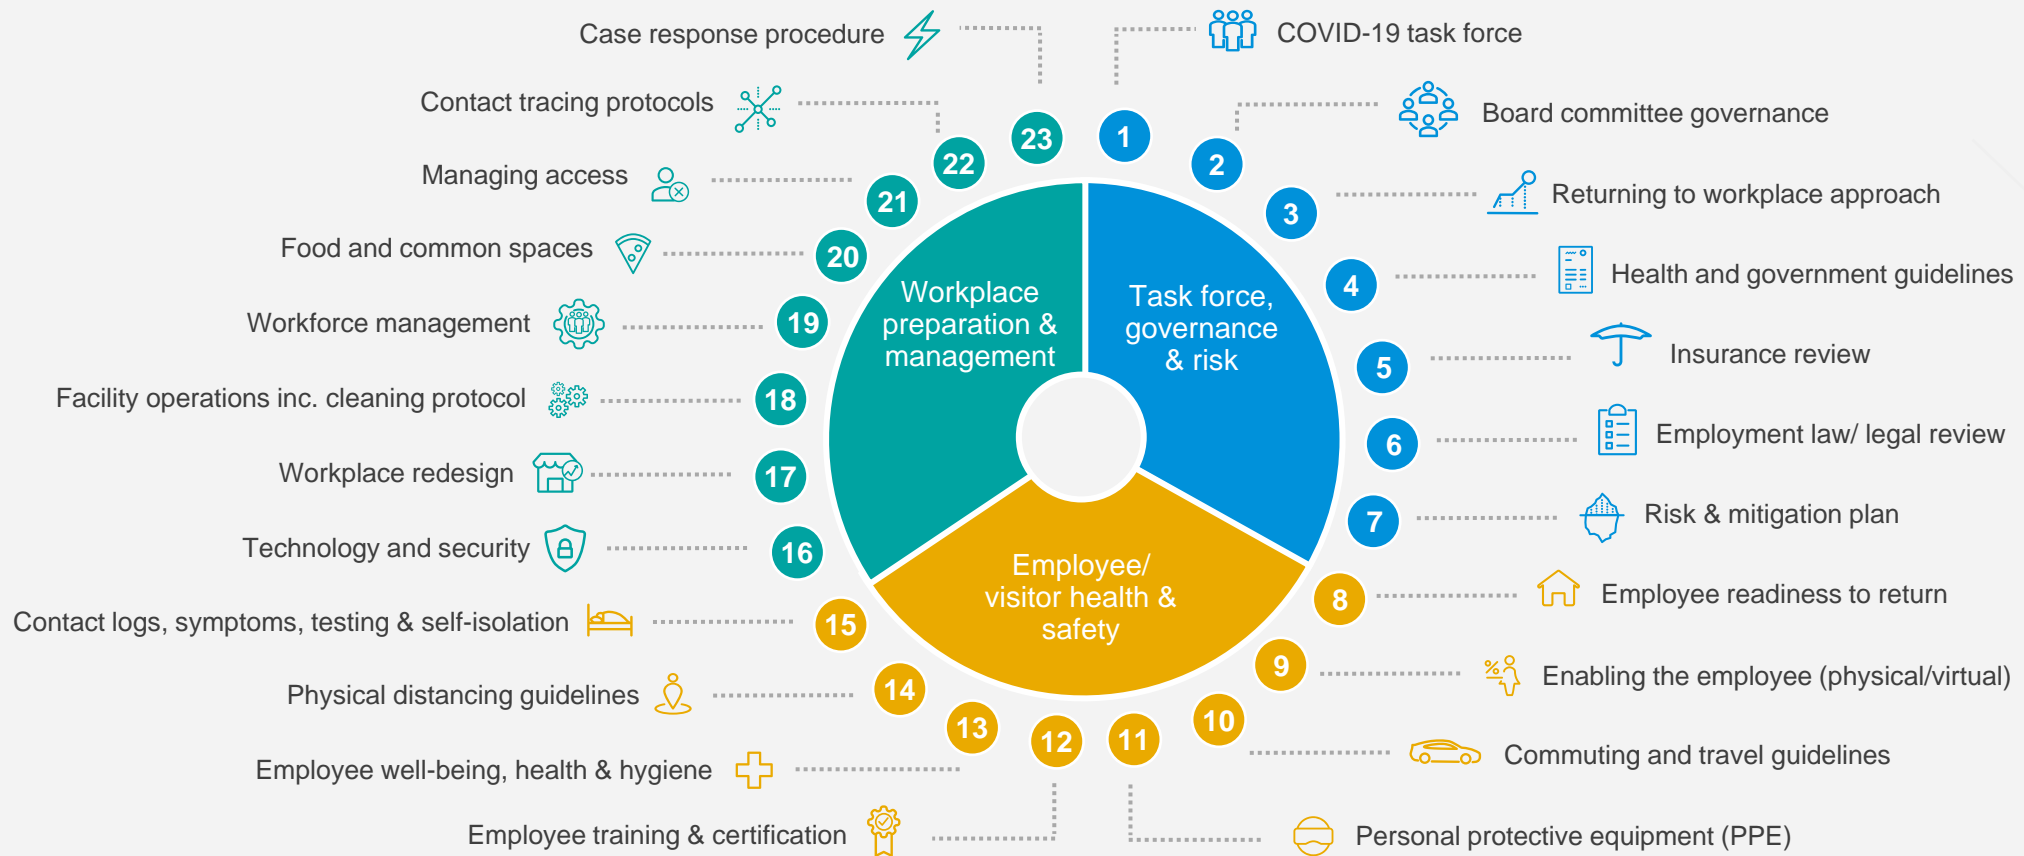 COVID-19 task force
Board committee governance
Returning to workplace approach
Health and government guidelines
Insurance review
Employment law/ legal review
Risk & mitigation plan
Employee readiness to return
Enabling the employee (physical/virtual)
Commuting and travel guidelines
Personal protective equipment (PPE)
Employee training & certification
Employee well-being, health & hygiene
Physical distancing guidelines
Contact logs, symptoms, testing & self-isolation
Technology and security
Workplace redesign
Facility operations inc. cleaning protocol
Workforce management
Food and common spaces
Managing access
Contact tracing protocols
Case response procedure
1
2
3
4
5
6
7
8
9
10
11
12
13
14
15
16
17
18
19
20
21
22
23
Task force,
governance
& risk
Employee/
visitor health &
safety
Workplace
preparation &
management
%